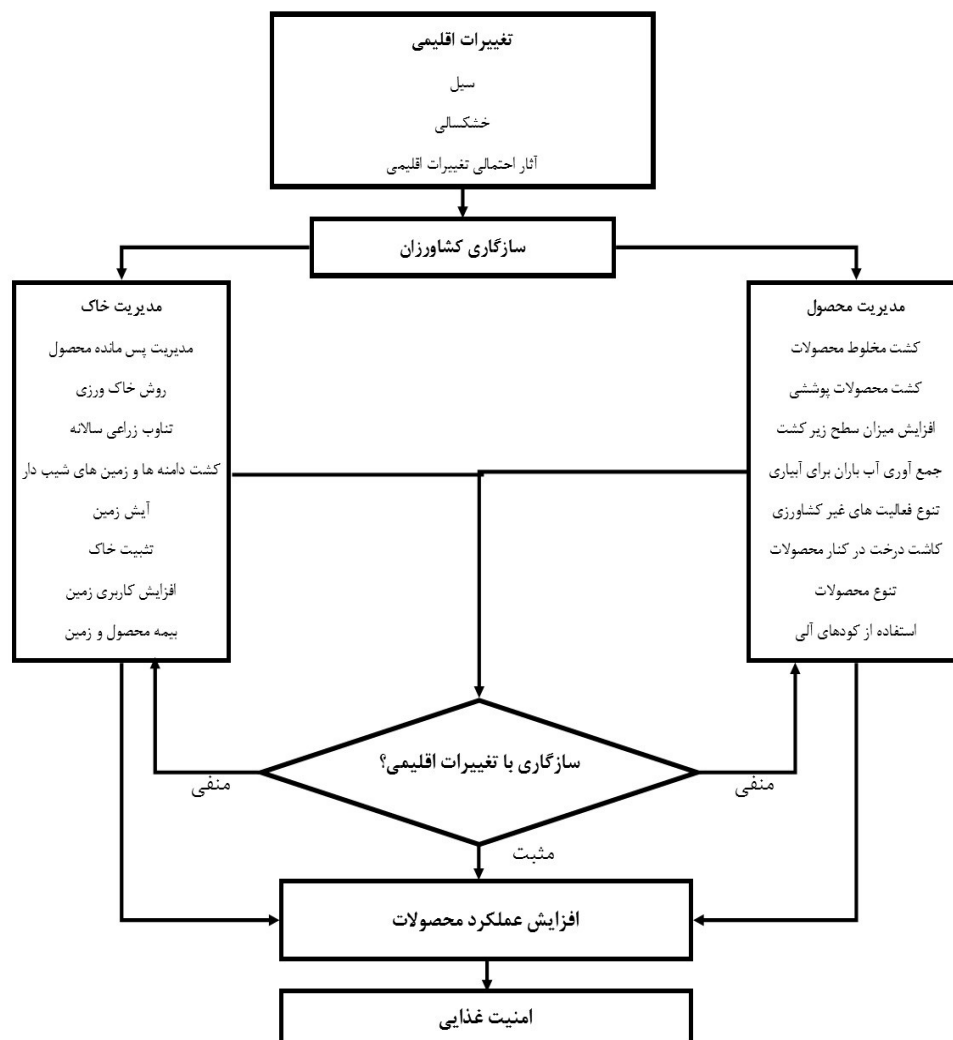 تغییرات اقلیمی
سیل
خشکسالی
آثار احتمالی تغییرات اقلیمی
سازگاری کشاورزان
مدیریت محصول
کشت مخلوط محصولات
کشت محصولات پوششی
افزایش میزان سطح زیر کشت
جمع آوری آب باران برای آبیاری
تنوع فعالیت های غیر کشاورزی
کاشت درخت در کنار محصولات
تنوع محصولات
استفاده از کودهای آلی
مدیریت خاک
مدیریت پس مانده محصول
روش خاک ورزی
تناوب زراعی سالانه
کشت دامنه ها و زمین های شیب دار
آیش زمین
تثبیت خاک
افزایش کاربری زمین
بیمه محصول و زمین
سازگاری با تغییرات اقلیمی؟
منفی
منفی
مثبت
افزایش عملکرد محصولات
امنیت غذایی